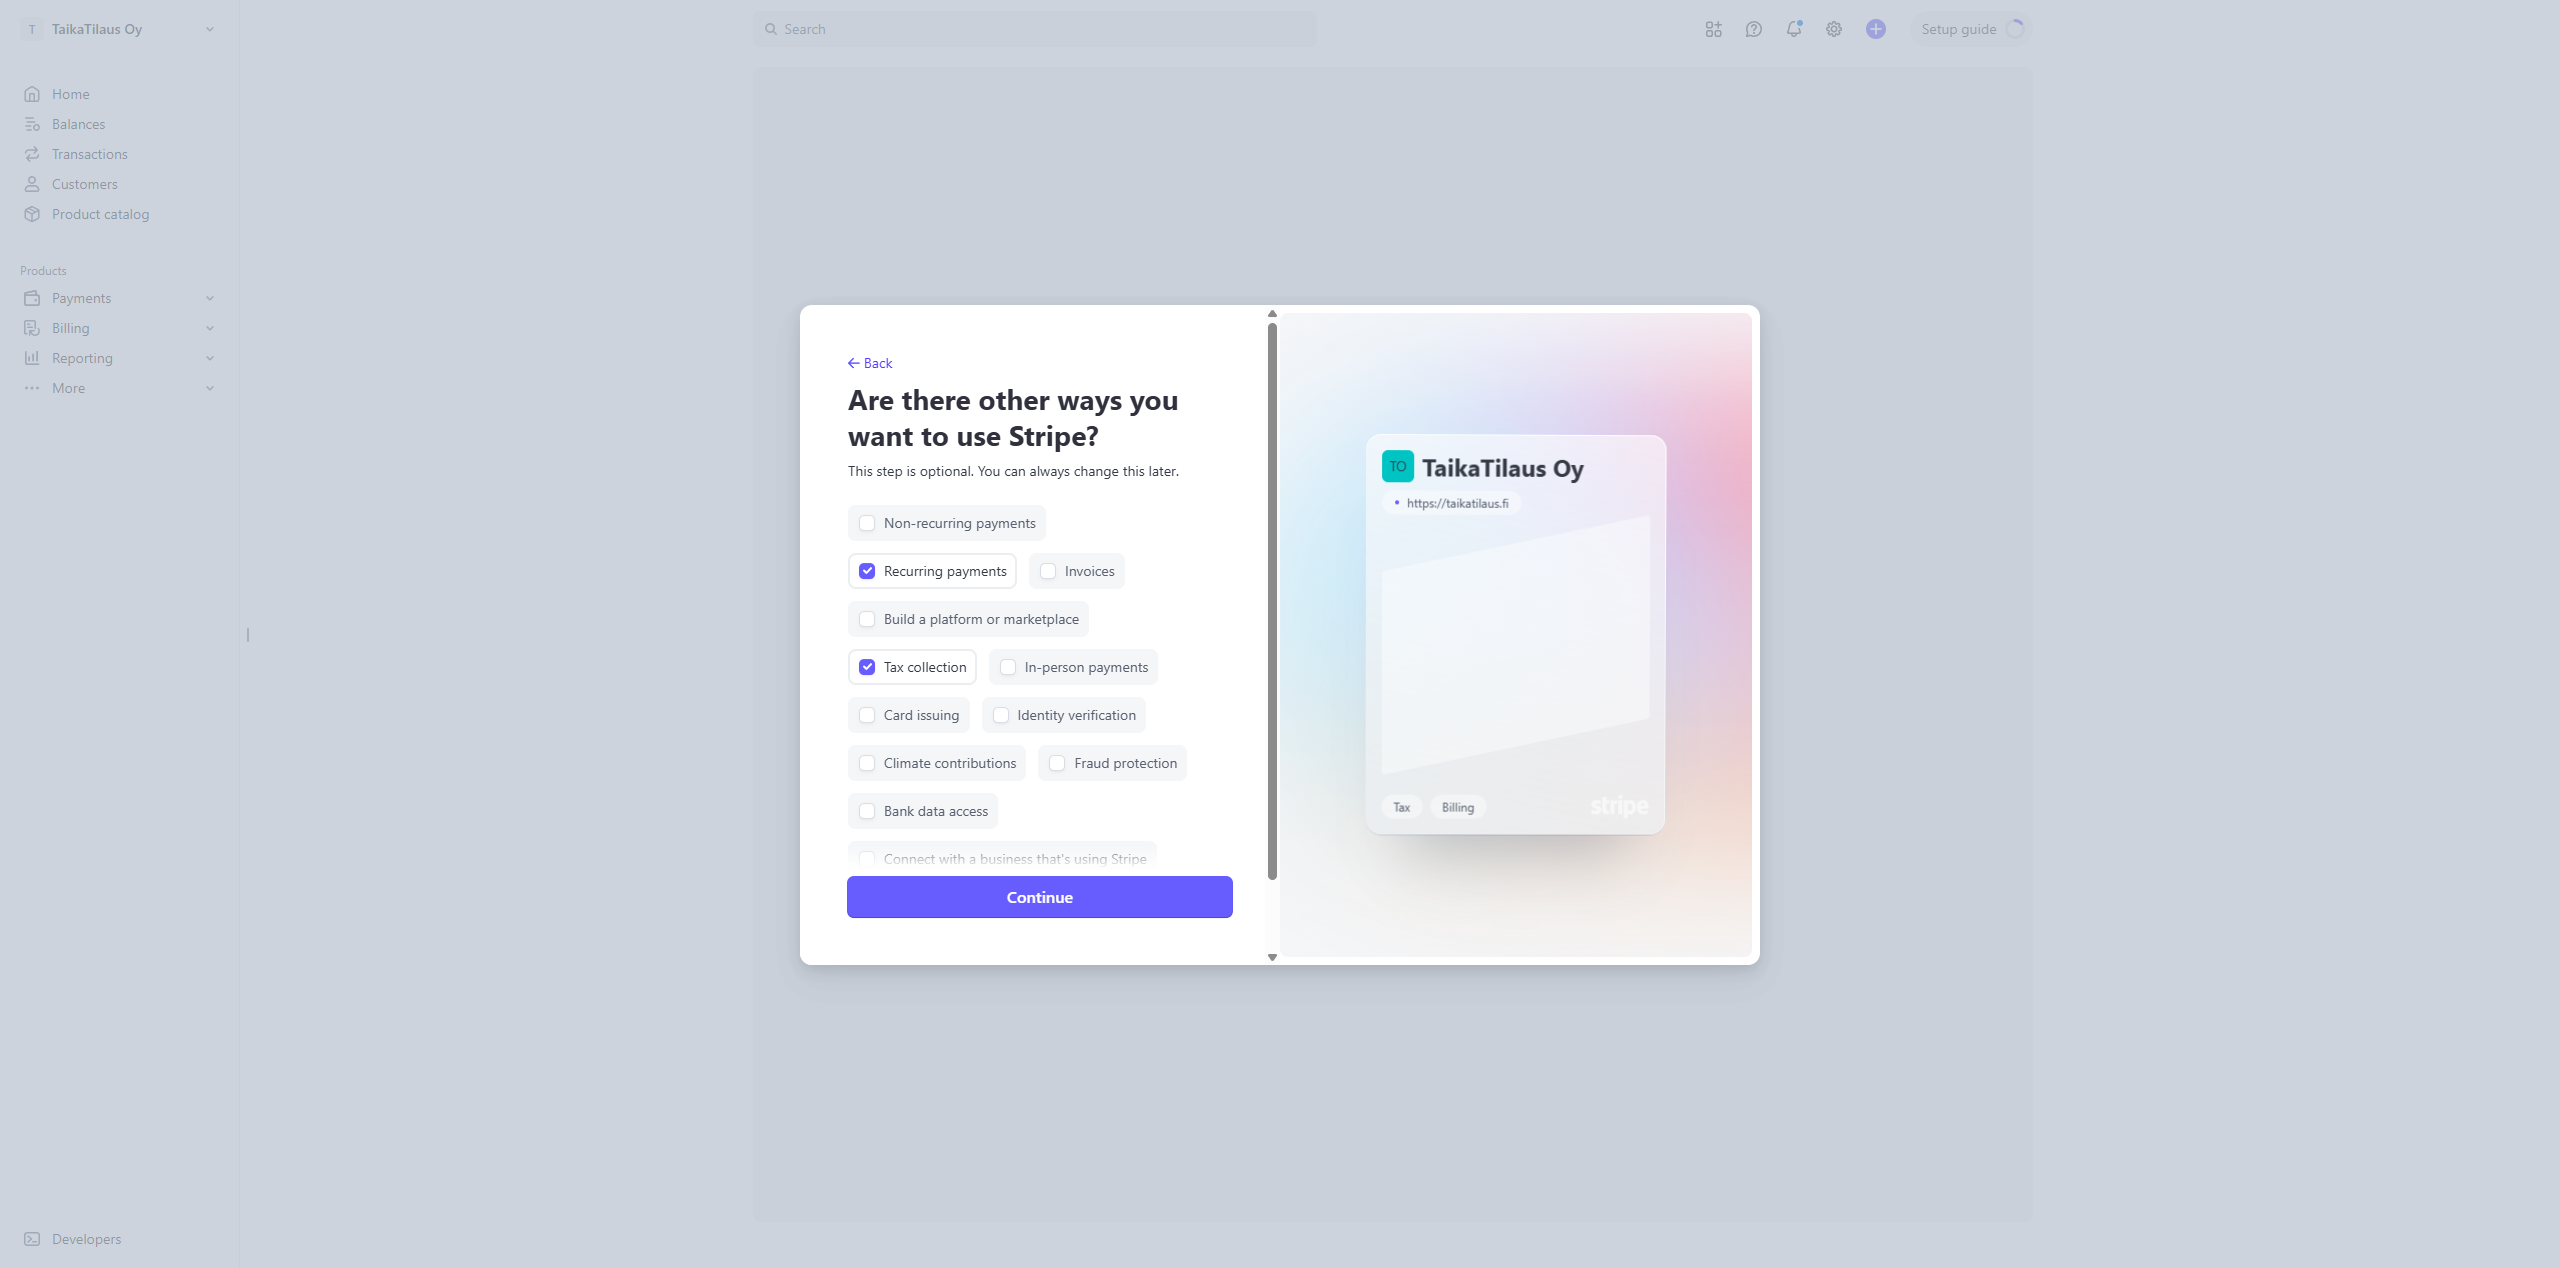 T TaikaTilaus Oy
Search
Setup guide
Home
Balances
Transactions
Customers
Product catalog
Products
Payments
Billing
Reporting
More
Developers
Back
Are there other ways you
want to use Stripe?
This step is optional. You can always change this later.
Non-recurring payments
Recurring payments
Invoices
Build a platform or marketplace
Tax collection
In-person payments
Card issuing
Identity verification
Climate contributions
Fraud protection
Bank data access
Connect with a business that's using Stripe
Continue
TO TaikaTilaus Oy
https://taikatilaus.fi
Tax
Billing
stripe